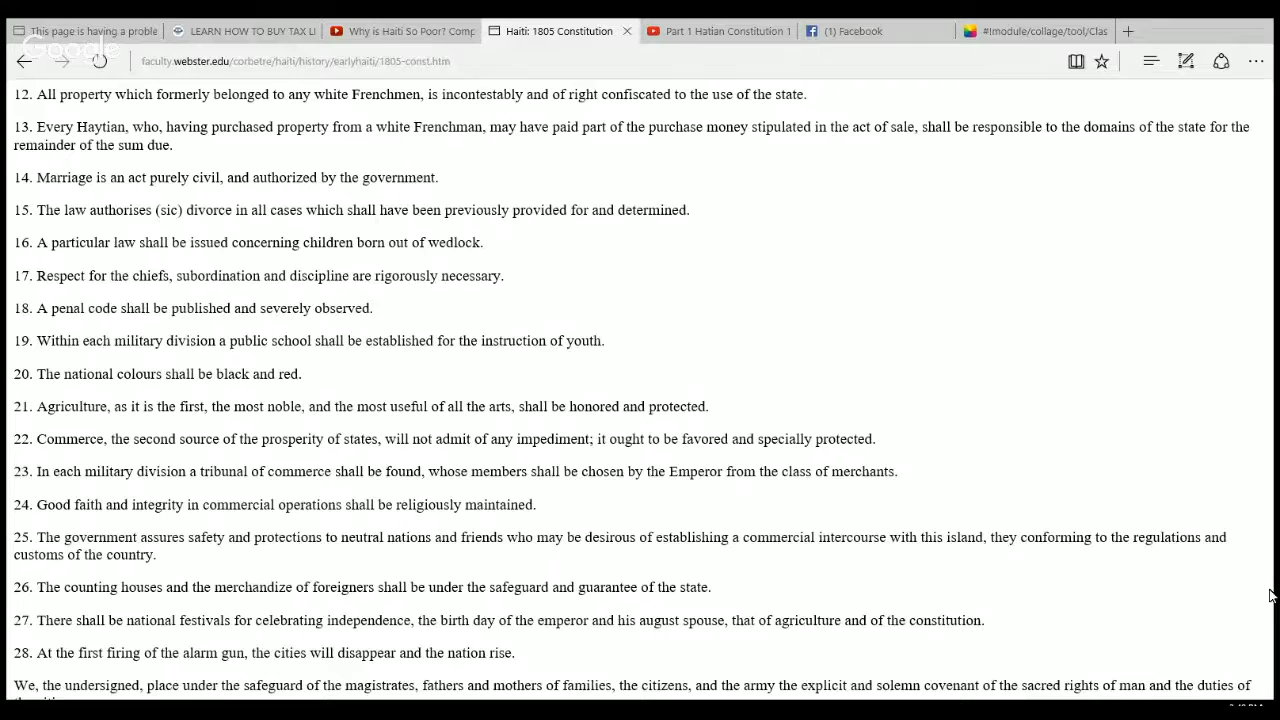 This page is having a proble
LEARN HOW TO BUY TAX LI
Why is Haiti So Poor? Comp
Haiti: 1805 Constitution
Part 1 Hatian Constitution 1
(1) Facebook
#!module/collage/tool/Clas
Google
faculty.webster.edu/corbetre/haiti/history/earlyhaiti/1805-const.htm
12. All property which formerly belonged to any white Frenchmen, is incontestably and of right confiscated to the use of the state.
13. Every Haytian, who, having purchased property from a white Frenchman, may have paid part of the purchase money stipulated in the act of sale, shall be responsible to the domains of the state for the
remainder of the sum due.
14. Marriage is an act purely civil, and authorized by the government.
15. The law authorises (sic) divorce in all cases which shall have been previously provided for and determined.
16. A particular law shall be issued concerning children born out of wedlock.
17. Respect for the chiefs, subordination and discipline are rigorously necessary.
18. A penal code shall be published and severely observed.
19. Within each military division a public school shall be established for the instruction of youth.
20. The national colours shall be black and red.
21. Agriculture, as it is the first, the most noble, and the most useful of all the arts, shall be honored and protected.
22. Commerce, the second source of the prosperity of states, will not admit of any impediment; it ought to be favored and specially protected.
23. In each military division a tribunal of commerce shall be found, whose members shall be chosen by the Emperor from the class of merchants.
24. Good faith and integrity in commercial operations shall be religiously maintained.
25. The government assures safety and protections to neutral nations and friends who may be desirous of establishing a commercial intercourse with this island, they conforming to the regulations and
customs of the country.
26. The counting houses and the merchandize of foreigners shall be under the safeguard and guarantee of the state.
27. There shall be national festivals for celebrating independence, the birth day of the emperor and his august spouse, that of agriculture and of the constitution.
28. At the first firing of the alarm gun, the cities will disappear and the nation rise.
We, the undersigned, place under the safeguard of the magistrates, fathers and mothers of families, the citizens, and the army the explicit and solemn covenant of the sacred rights of man and the duties of